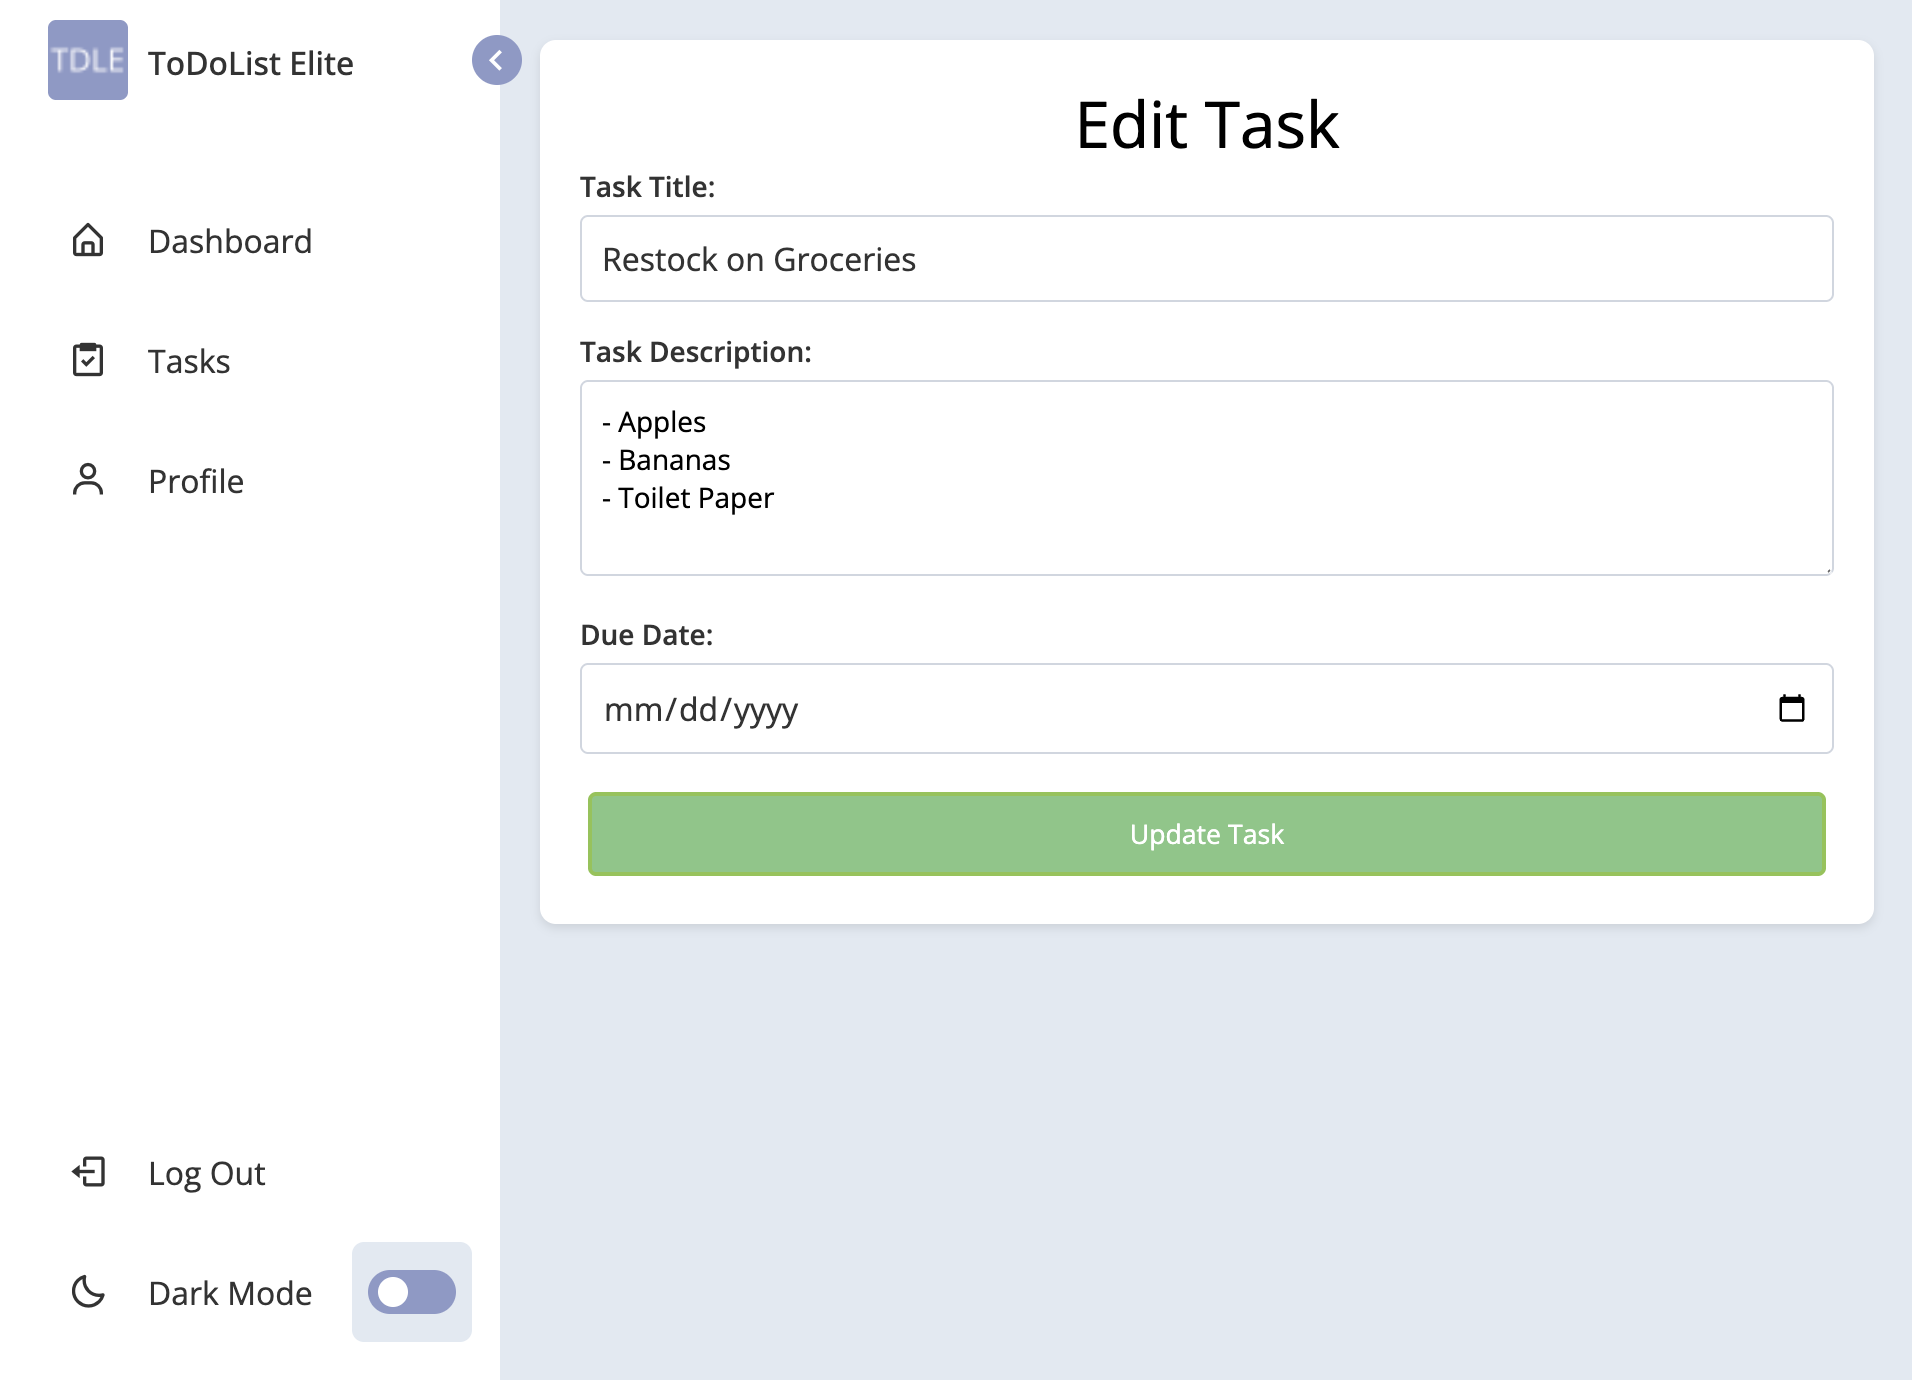 TDLE
ToDoList Elite
Dashboard
Tasks
Profile
Log Out
Dark Mode
Edit Task
Task Title:
Restock on Groceries
Task Description:
- Apples
- Bananas
- Toilet Paper
Due Date:
mm/dd/yyyy
Update Task